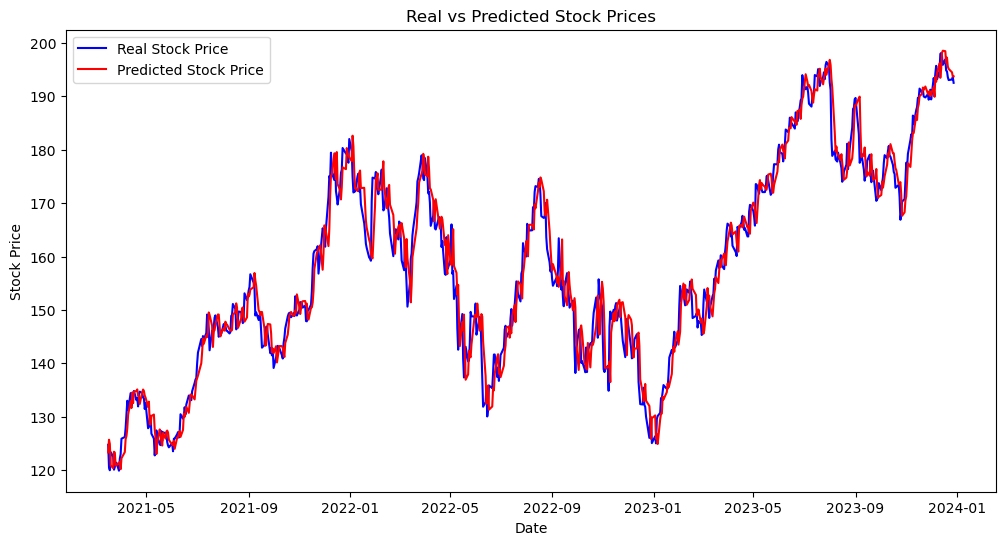 Real vs Predicted Stock Prices
Real Stock Price
Predicted Stock Price
Stock Price
200
190
180
170
160
150
140
130
120
2021-05 2021-09 2022-01 2022-05 2022-09 2023-01 2023-05 2023-09 2024-01
Date